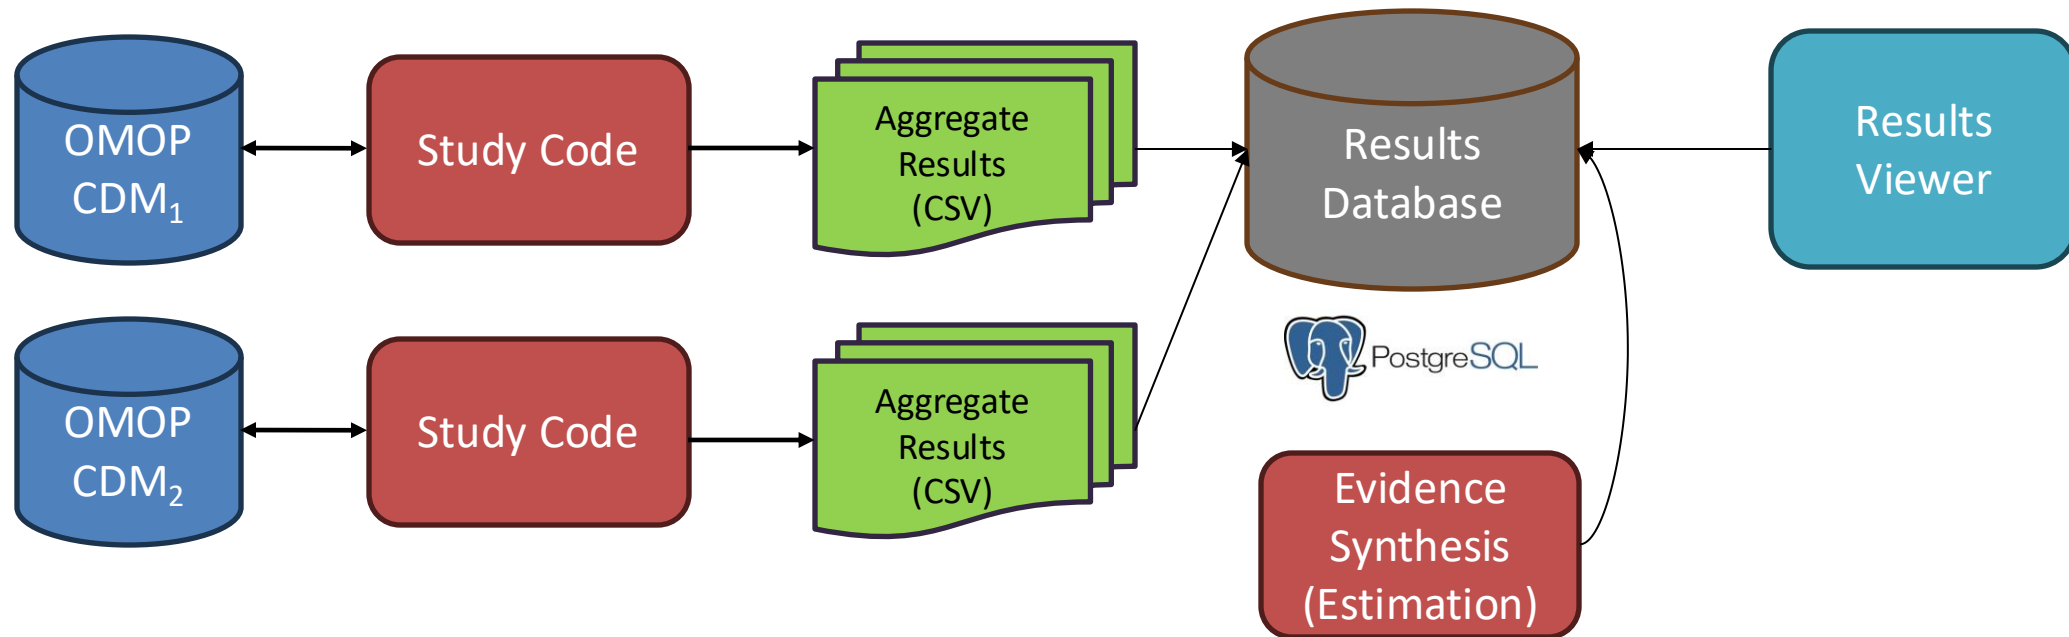 OMOP
CDM₁
Study Code
Aggregate
Results
(CSV)
Results
Database
Results
Viewer
PostgreSQL
OMOP
CDM₂
Study Code
Aggregate
Results
(CSV)
Evidence
Synthesis
(Estimation)